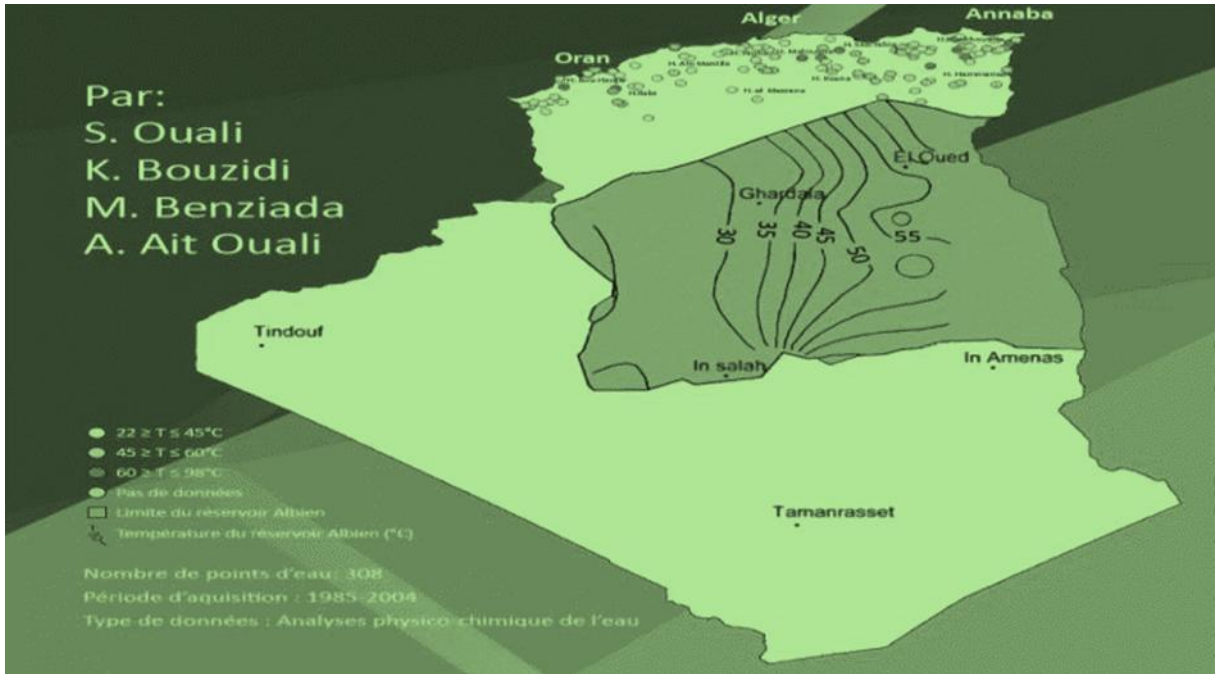 Alger
Annaba
Oran
Par:
S. Ouali
K. Bouzidi
M. Benziada
A. Ait Ouali
El Oued
Ghardaia
30
35
40
45
50
55
Tindouf
In salah
In Amenas
Tamanrasset
22 ≥ T ≤ 45°C
45 ≥ T ≤ 60°C
60 ≥ T ≤ 98°C
Pas de données
Limite du réservoir Albien
Température du réservoir Albien (°C)
Nombre de points d'eau: 308
Période d'aquisition : 1985-2004
Type de données : Analyses physico-chimique de l'eau